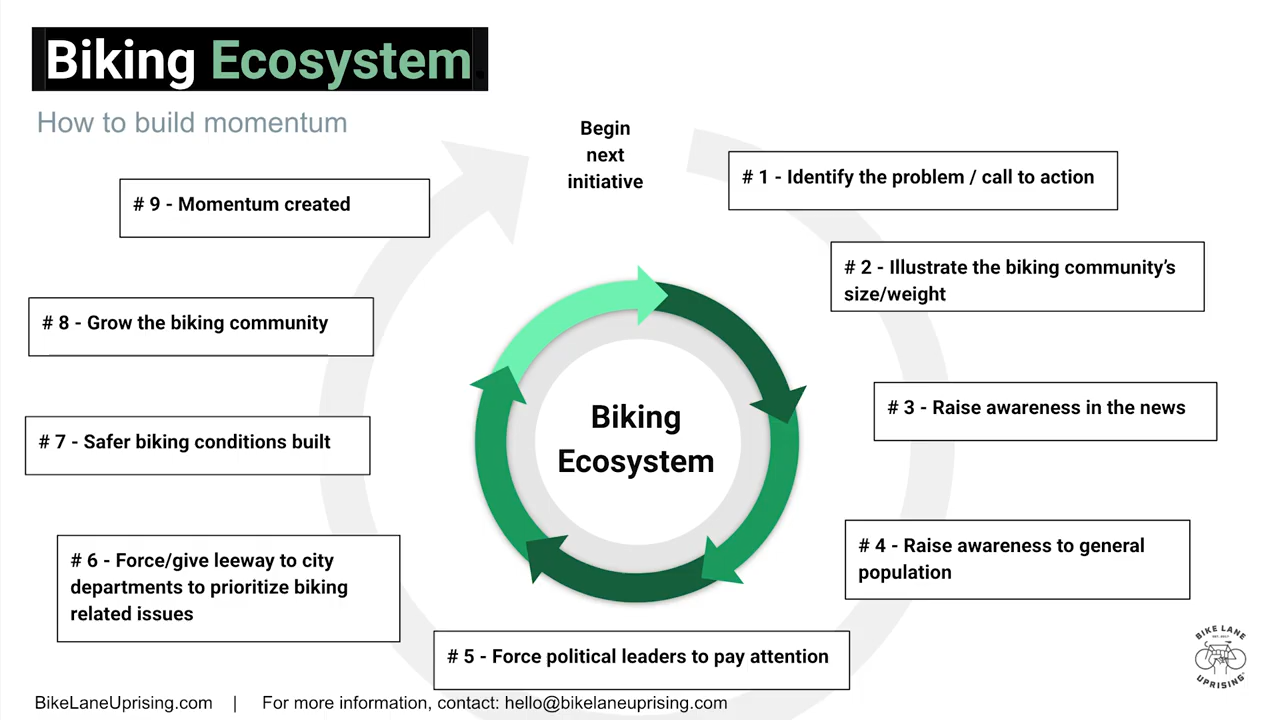 Biking Ecosystem.
How to build momentum
Begin
next
initiative
# 1 - Identify the problem / call to action
# 2 - Illustrate the biking community’s
size/weight
# 3 - Raise awareness in the news
# 4 - Raise awareness to general
population
# 5 - Force political leaders to pay attention
# 6 - Force/give leeway to city
departments to prioritize biking
related issues
# 7 - Safer biking conditions built
# 8 - Grow the biking community
# 9 - Momentum created
Biking
Ecosystem
BikeLaneUprising.com | For more information, contact: hello@bikelaneuprising.com
BIKE LANE
EST. 2017
UPRISING